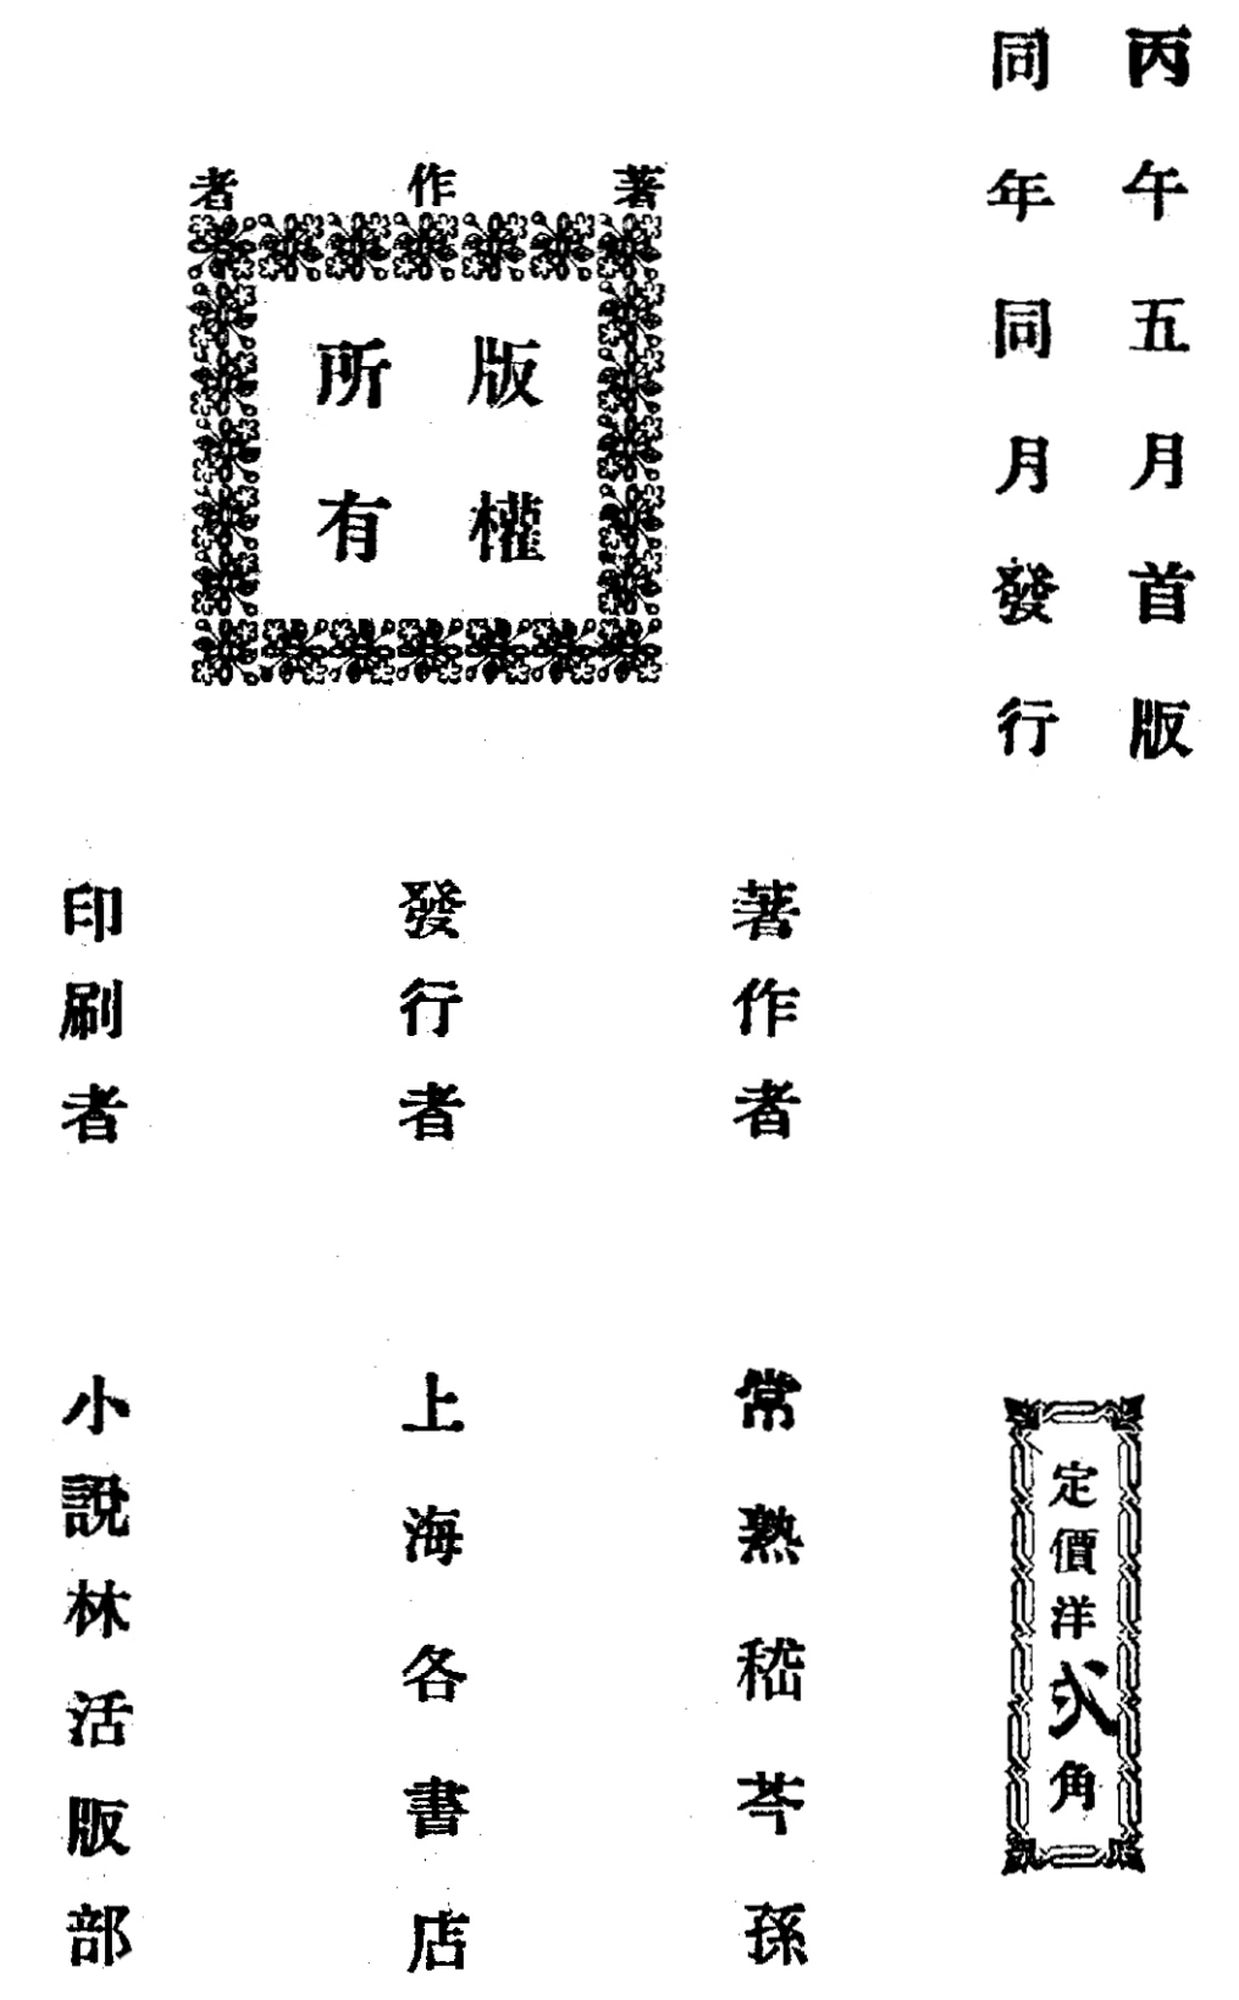 丙午五月首版
同年同月發行
著作者
版權
所有
定價洋弍角
著作者 常熟嵇芩孫
發行者 上海各書店
印刷者 小說林活版部